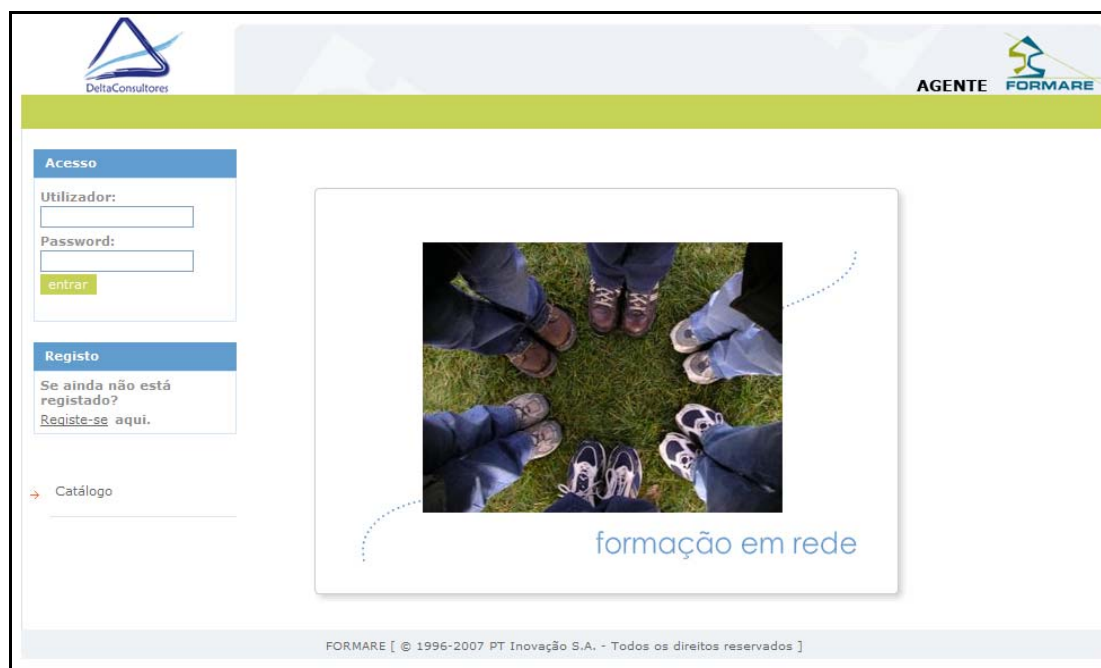 DeltaConsultores
AGENTE FORMARE
Acesso
Utilizador:
Password:
entrar
Registo
Se ainda não está
registado?
Registe-se aqui.
Catálogo
formação em rede
FORMARE [ © 1996-2007 PT Inovação S.A. - Todos os direitos reservados ]